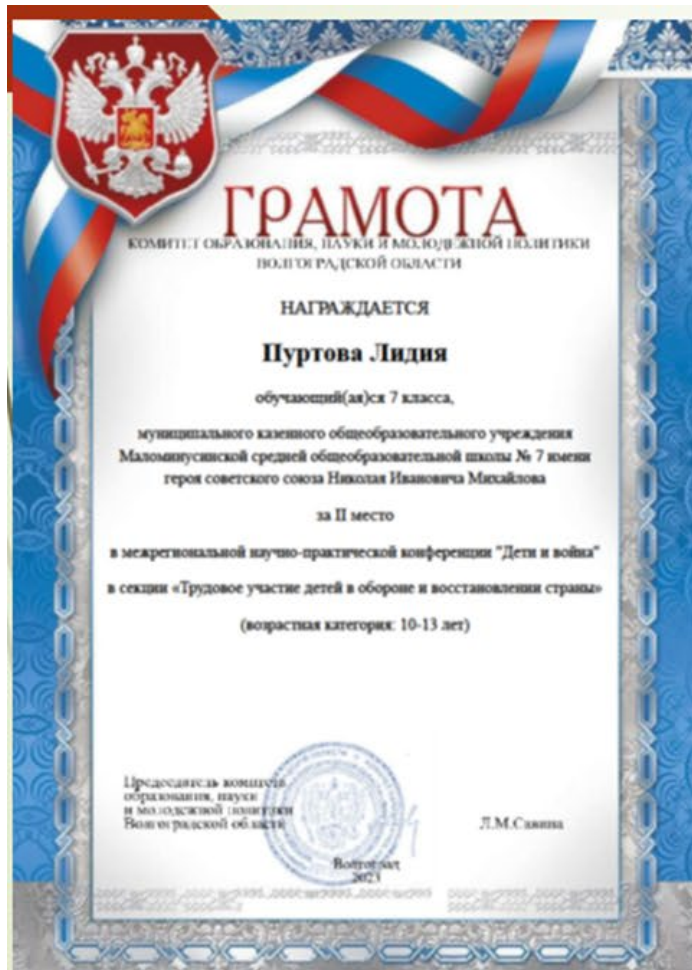 ГРАМОТА
КОМИТЕТ ОБРАЗОВАНИЯ, НАУКИ И МОЛОДЕЖНОЙ ПОЛИТИКИ
ВОЛГОГРАДСКОЙ ОБЛАСТИ
НАГРАЖДАЕТСЯ
Пуртова Лидия
обучающий(ая)ся 7 класса,
муниципального казенного общеобразовательного учреждения
Маломинусинской средней общеобразовательной школы № 7 имени
героя советского союза Николая Ивановича Михайлова
за II место
в межрегиональной научно-практической конференции "Дети и война"
в секции «Трудовое участие детей в обороне и восстановлении страны»
(возрастная категория: 10-13 лет)
Председатель комитета
образования, науки
и молодежной политики
Волгоградской области
Л.М.Савина
Волгоград
2023